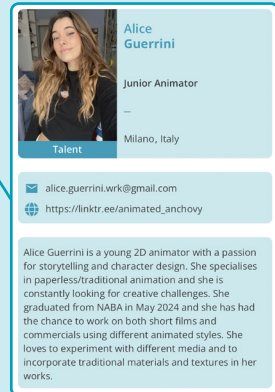 Alice
Guerrini
Junior Animator
—
Milano, Italy
Talent
alice.guerrini.wrk@gmail.com
https://linktr.ee/animated_anchovy
Alice Guerrini is a young 2D animator with a passion
for storytelling and character design. She specialises
in paperless/traditional animation and she is
constantly looking for creative challenges. She
graduated from NABA in May 2024 and she has had
the chance to work on both short films and
commercials using different animated styles. She
loves to experiment with different media and to
incorporate traditional materials and textures in her
works.